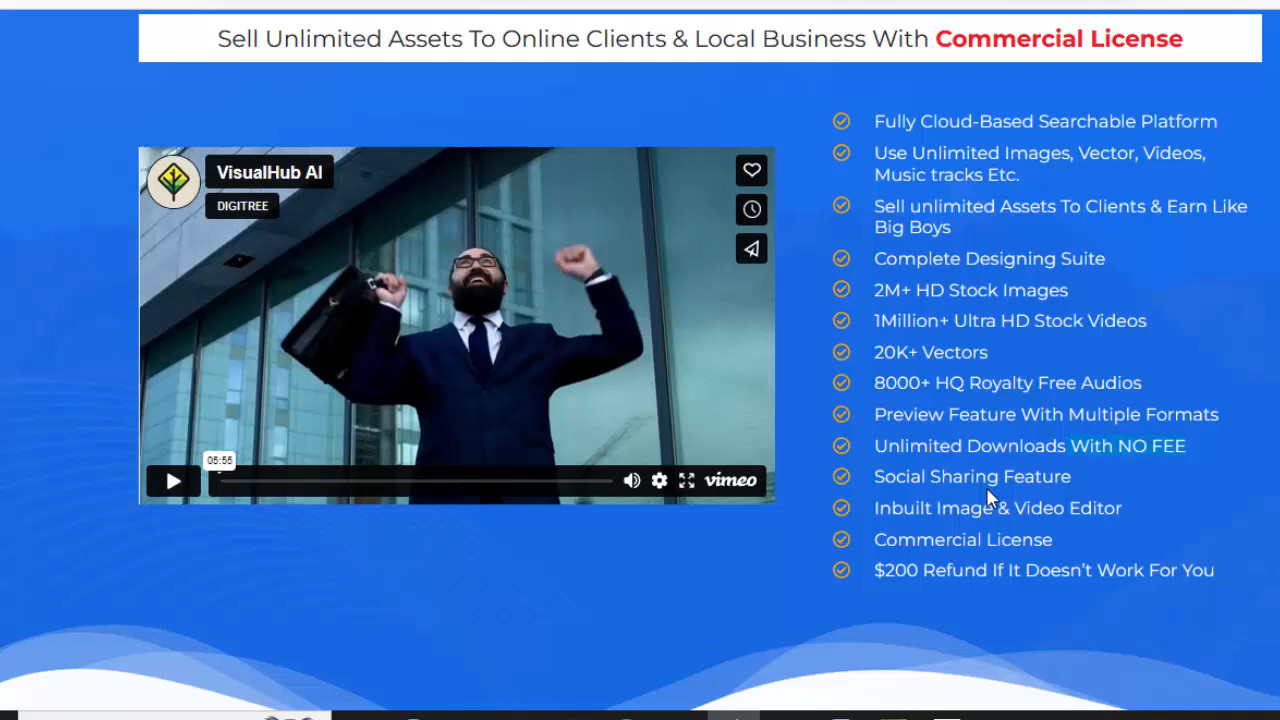 Sell Unlimited Assets To Online Clients & Local Business With Commercial License
VisualHub AI
DIGITREE
05:55
vimeo
Fully Cloud-Based Searchable Platform
Use Unlimited Images, Vector, Videos,
Music tracks Etc.
Sell unlimited Assets To Clients & Earn Like
Big Boys
Complete Designing Suite
2M+ HD Stock Images
1Million+ Ultra HD Stock Videos
20K+ Vectors
8000+ HQ Royalty Free Audios
Preview Feature With Multiple Formats
Unlimited Downloads With NO FEE
Social Sharing Feature
Inbuilt Image & Video Editor
Commercial License
$200 Refund If It Doesn't Work For You